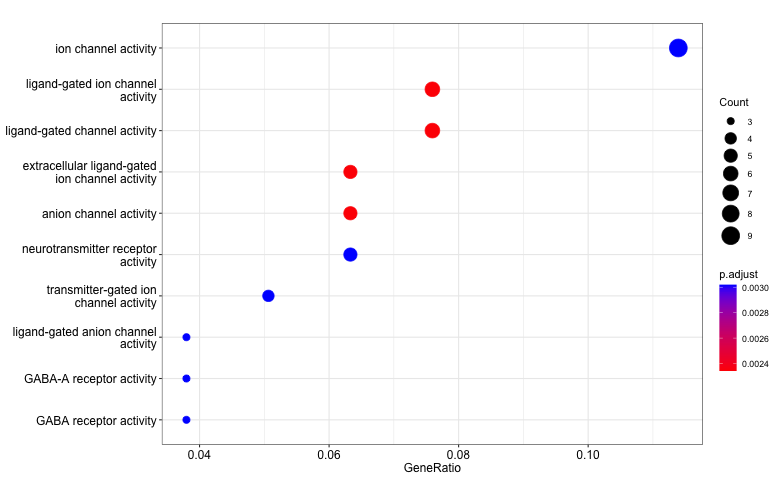 ion channel activity
ligand-gated ion channel
activity
ligand-gated channel activity
extracellular ligand-gated
ion channel activity
anion channel activity
neurotransmitter receptor
activity
transmitter-gated ion
channel activity
ligand-gated anion channel
activity
GABA-A receptor activity
GABA receptor activity
0.04 0.06 0.08 0.10
GeneRatio
Count
3
4
5
6
7
8
9
p.adjust
0.0030
0.0028
0.0026
0.0024